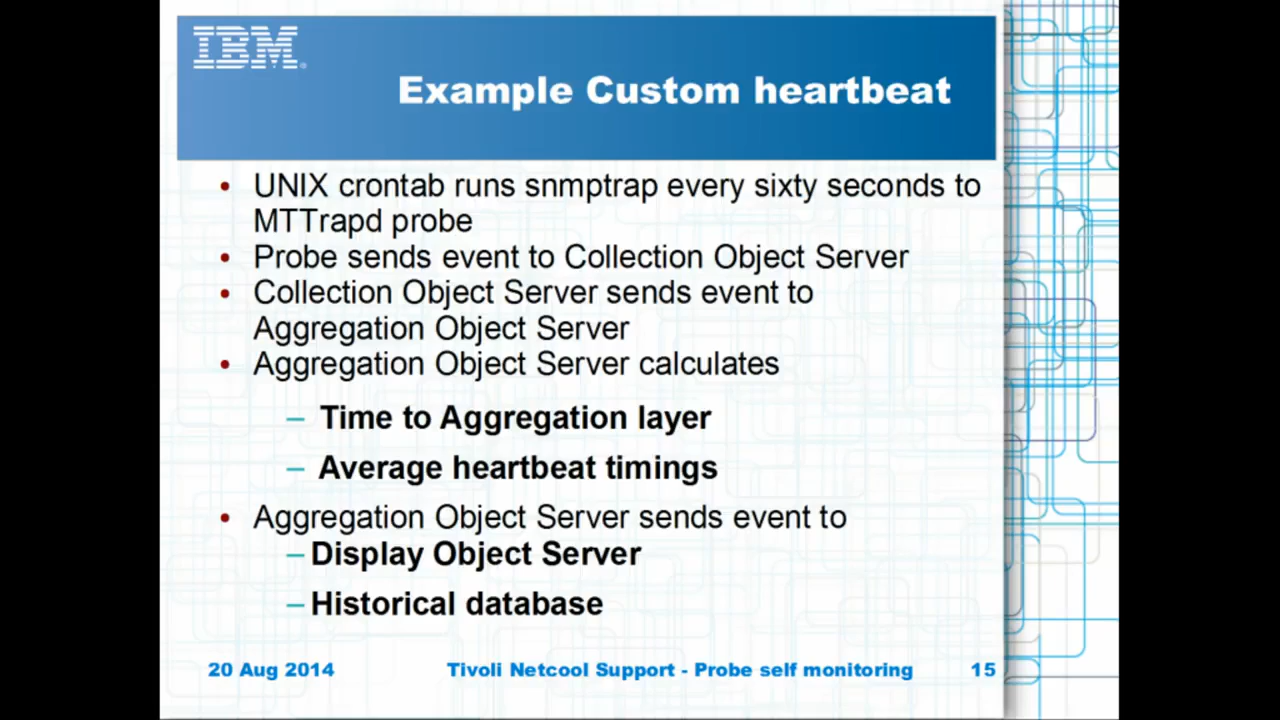 IBM
Example Custom heartbeat
• UNIX crontab runs snmptrap every sixty seconds to
MTTrapd probe
• Probe sends event to Collection Object Server
• Collection Object Server sends event to
Aggregation Object Server
• Aggregation Object Server calculates
– Time to Aggregation layer
– Average heartbeat timings
• Aggregation Object Server sends event to
– Display Object Server
– Historical database
20 Aug 2014 Tivoli Netcool Support - Probe self monitoring 15